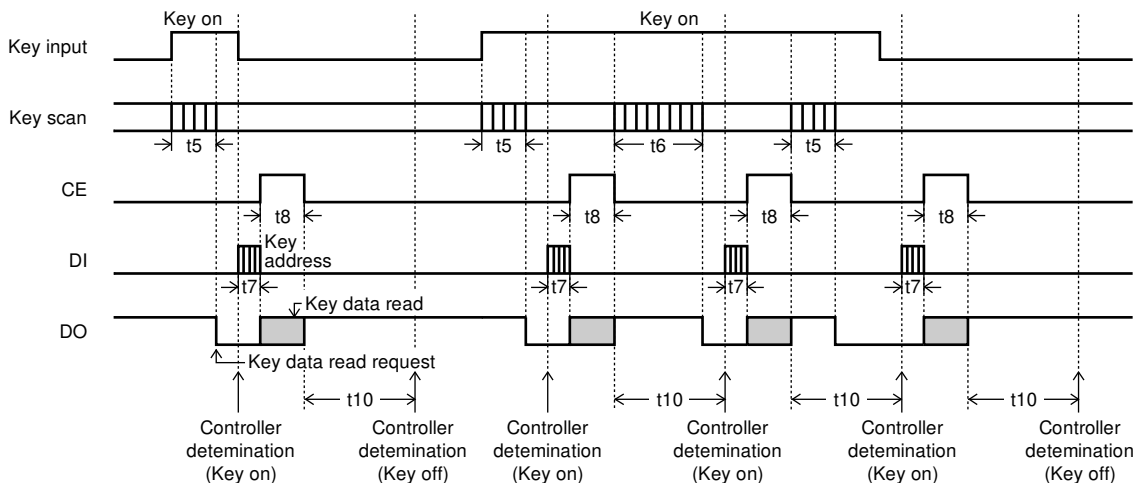 Key on
Key on
Key input
Key scan
t5
t5
t6
t5
CE
t8
t8
t8
t8
Key
address
DI
t7
t7
t7
t7
Key data read
DO
Key data read request
t10
t10
t10
t10
Controller
detemination
(Key on)
Controller
detemination
(Key off)
Controller
detemination
(Key on)
Controller
detemination
(Key on)
Controller
detemination
(Key on)
Controller
detemination
(Key off)